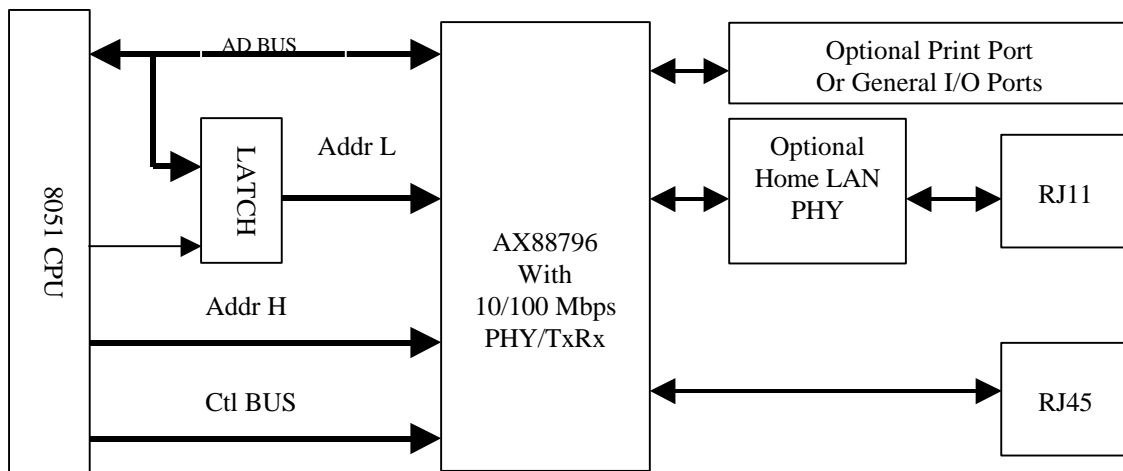 AD BUS
Optional Print Port
Or General I/O Ports
Addr L
LATCH
Optional
Home LAN
PHY
RJ11
8051 CPU
AX88796
With
10/100 Mbps
PHY/TxRx
Addr H
Ctl BUS
RJ45